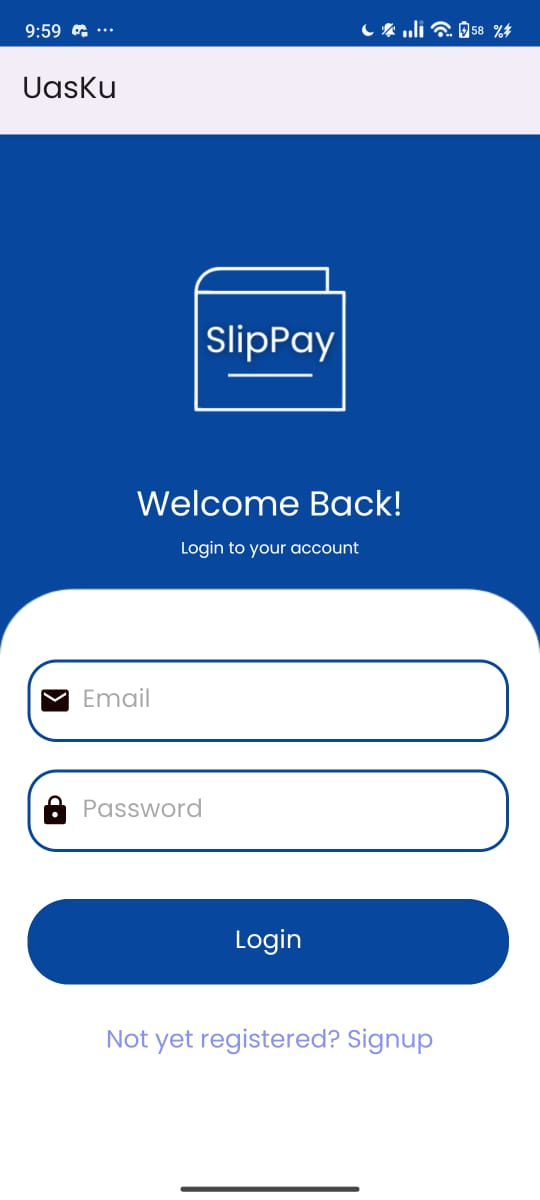 9:59
58 %
UasKu
SlipPay
Welcome Back!
Login to your account
Email
Password
Login
Not yet registered? Signup